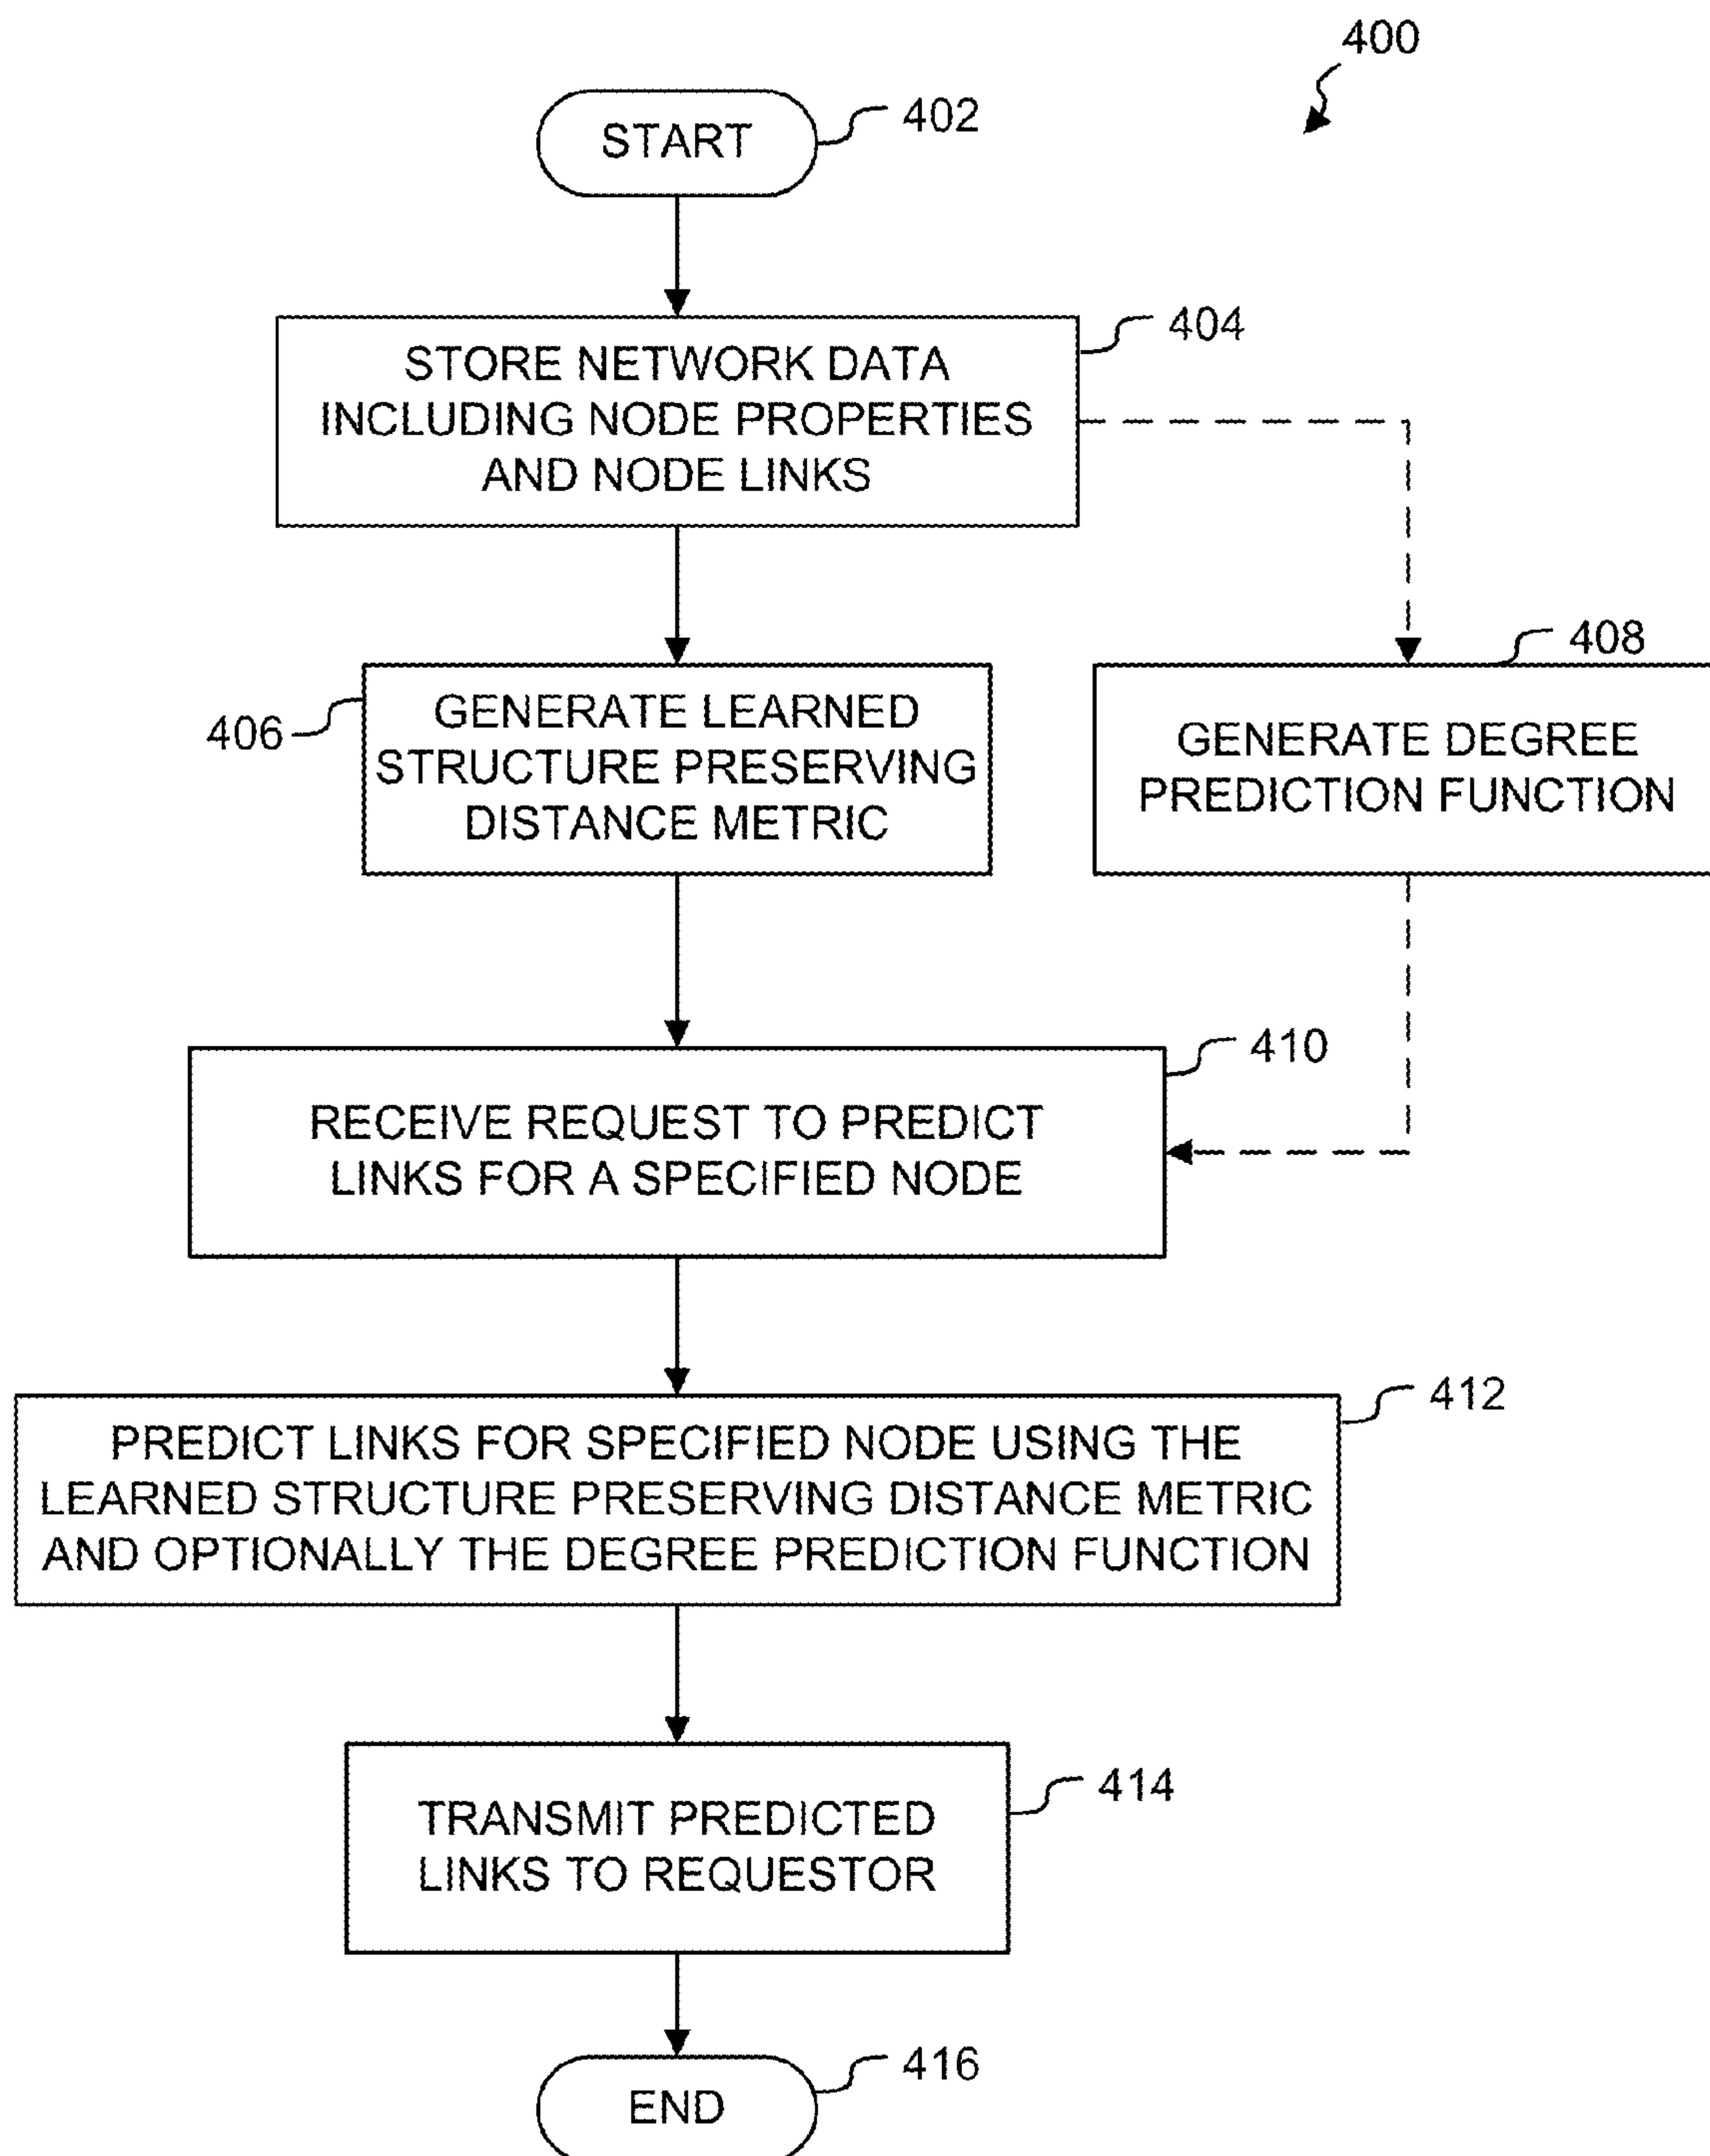 400
START
402
STORE NETWORK DATA
INCLUDING NODE PROPERTIES
AND NODE LINKS
404
406
GENERATE LEARNED
STRUCTURE PRESERVING
DISTANCE METRIC
408
GENERATE DEGREE
PREDICTION FUNCTION
410
RECEIVE REQUEST TO PREDICT
LINKS FOR A SPECIFIED NODE
412
PREDICT LINKS FOR SPECIFIED NODE USING THE
LEARNED STRUCTURE PRESERVING DISTANCE METRIC
AND OPTIONALLY THE DEGREE PREDICTION FUNCTION
414
TRANSMIT PREDICTED
LINKS TO REQUESTOR
416
END